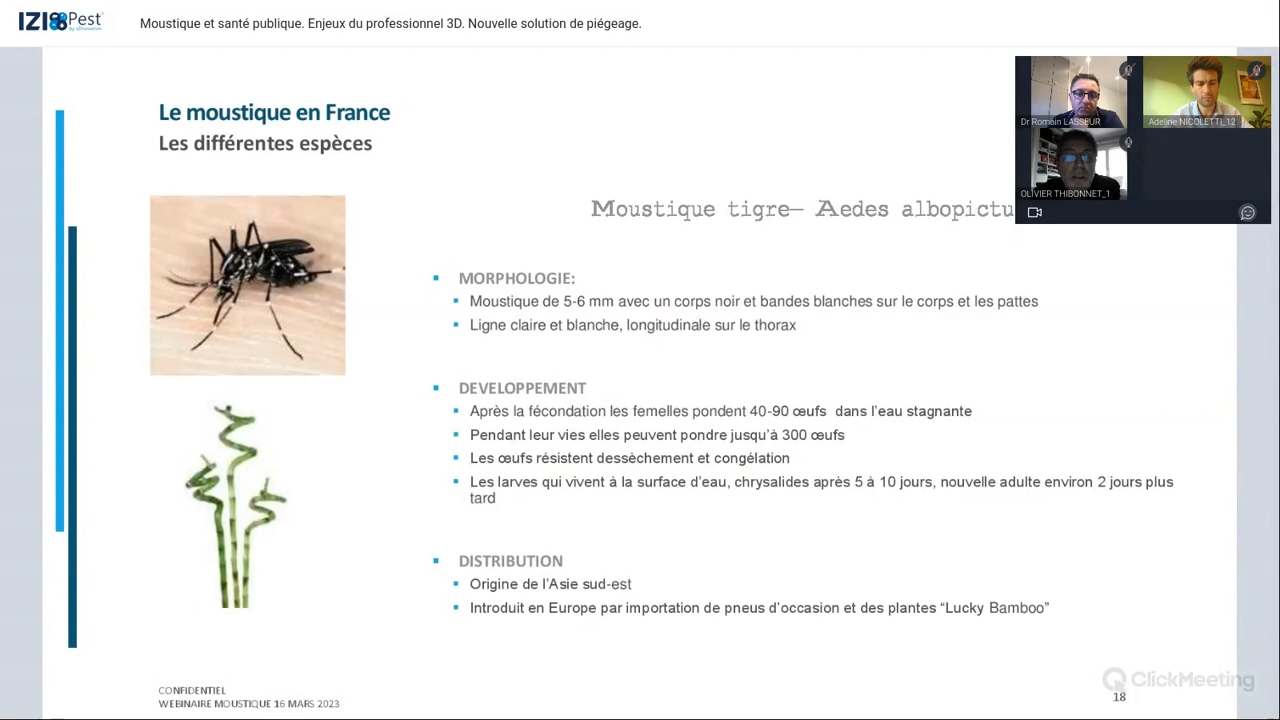 IZI Pest
by eDinnovation
Moustique et santé publique. Enjeux du professionnel 3D. Nouvelle solution de piégeage.
Le moustique en France
Les différentes espèces
Dr Romain LASSEUR
Adeline NICOLETTI_12
OLIVIER THIBONNET_1
Moustique tigre– Aedes albopictu
MORPHOLOGIE:
Moustique de 5-6 mm avec un corps noir et bandes blanches sur le corps et les pattes
Ligne claire et blanche, longitudinale sur le thorax
DEVELOPPEMENT
Après la fécondation les femelles pondent 40-90 œufs dans l’eau stagnante
Pendant leur vies elles peuvent pondre jusqu’à 300 œufs
Les œufs résistent dessèchement et congélation
Les larves qui vivent à la surface d’eau, chrysalides après 5 à 10 jours, nouvelle adulte environ 2 jours plus
tard
DISTRIBUTION
Origine de l’Asie sud-est
Introduit en Europe par importation de pneus d’occasion et des plantes “Lucky Bamboo”
CONFIDENTIEL
WEBINAIRE MOUSTIQUE 16 MARS 2023
ClickMeeting
18